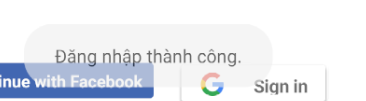 Đăng nhập thành công.
inue with Facebook
Sign in